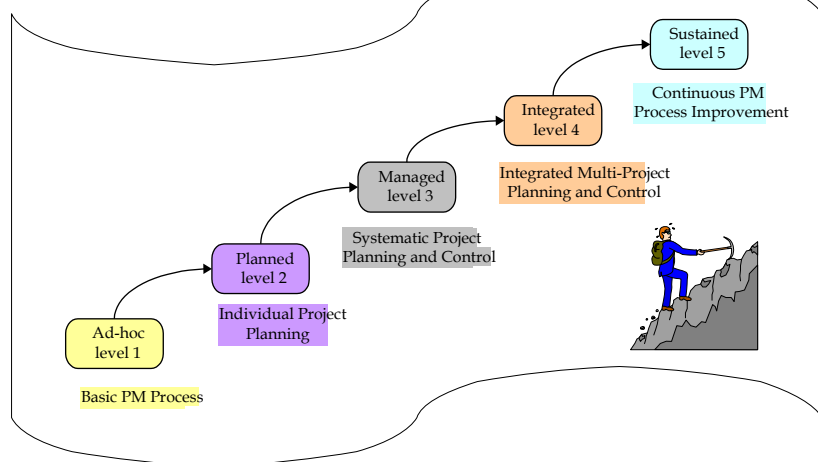 Sustained
level 5
Continuous PM
Process Improvement
Integrated
level 4
Integrated Multi-Project
Planning and Control
Managed
level 3
Systematic Project
Planning and Control
Planned
level 2
Individual Project
Planning
Ad-hoc
level 1
Basic PM Process